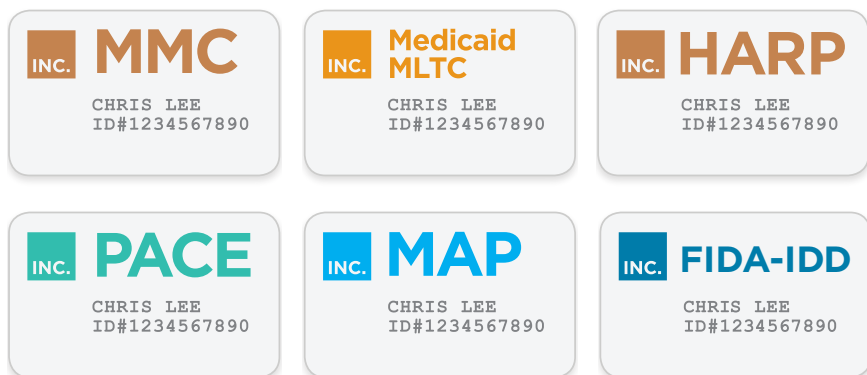 INC. MMC
CHRIS LEE
ID#1234567890
INC. Medicaid
MLTC
CHRIS LEE
ID#1234567890
INC. HARP
CHRIS LEE
ID#1234567890
INC. PACE
CHRIS LEE
ID#1234567890
INC. MAP
CHRIS LEE
ID#1234567890
INC. FIDA-IDD
CHRIS LEE
ID#1234567890